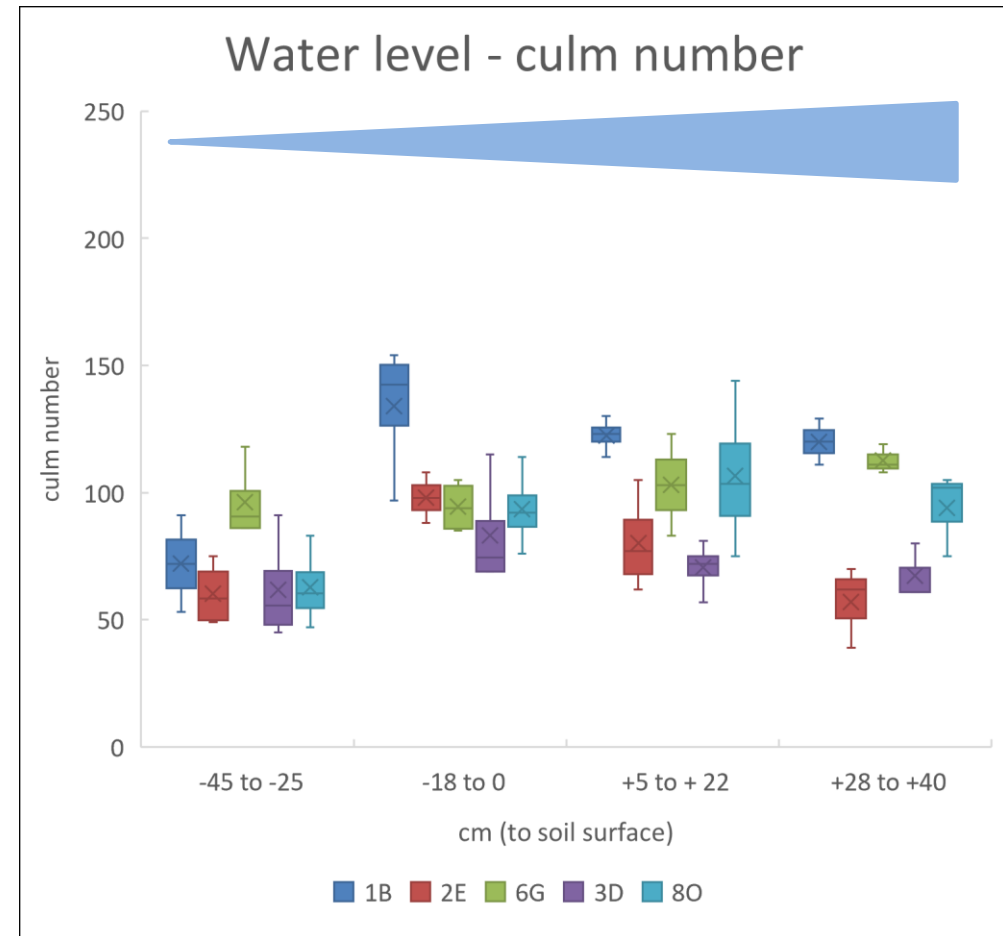 Water level - culm number
250
200
150
100
50
0
culm number
-45 to -25
-18 to 0
+5 to + 22
+28 to +40
cm (to soil surface)
1B 2E 6G 3D 8O